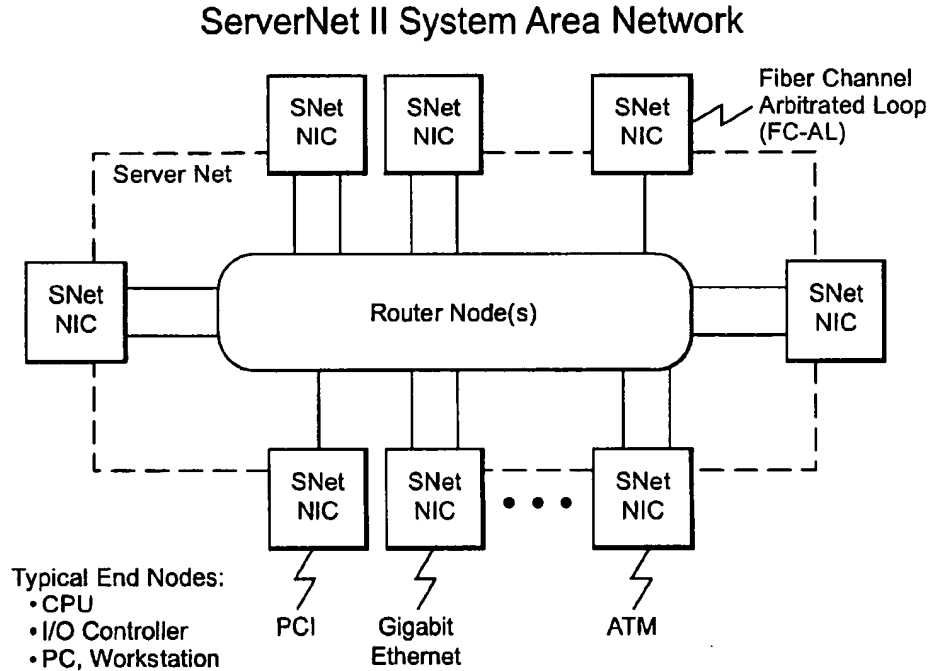 ServerNet II System Area Network
SNet
NIC
SNet
NIC
SNet
NIC
Fiber Channel
Arbitrated Loop
(FC-AL)
Server Net
SNet
NIC
Router Node(s)
SNet
NIC
SNet
NIC
SNet
NIC
SNet
NIC
Typical End Nodes:
• CPU
• I/O Controller
• PC, Workstation
PCI
Gigabit
Ethernet
ATM